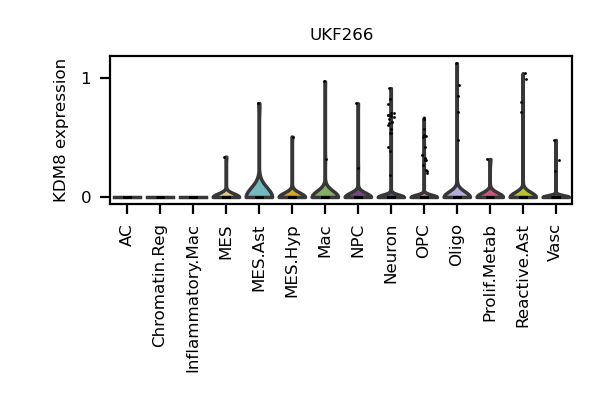 UKF266
KDM8 expression
1
0
AC
Chromatin.Reg
Inflammatory.Mac
MES
MES.Ast
MES.Hyp
Mac
NPC
Neuron
OPC
Oligo
Prolif.Metab
Reactive.Ast
Vasc